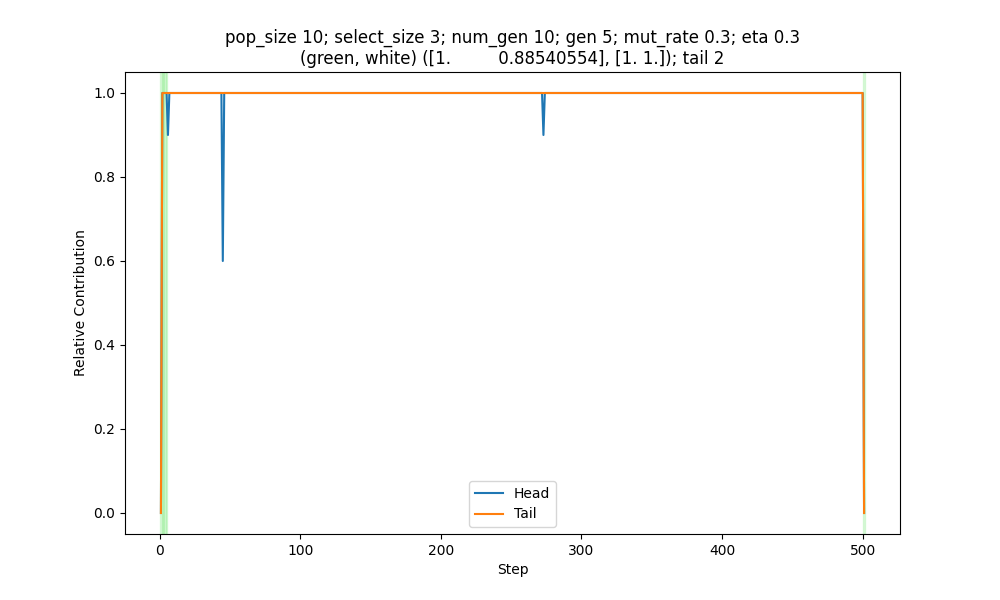 pop_size 10; select_size 3; num_gen 10; gen 5; mut_rate 0.3; eta 0.3
(green, white) ([1.         0.88540554], [1. 1.]); tail 2
Relative Contribution
1.0
0.8
0.6
0.4
0.2
0.0
Head
Tail
0
100
200
300
400
500
Step